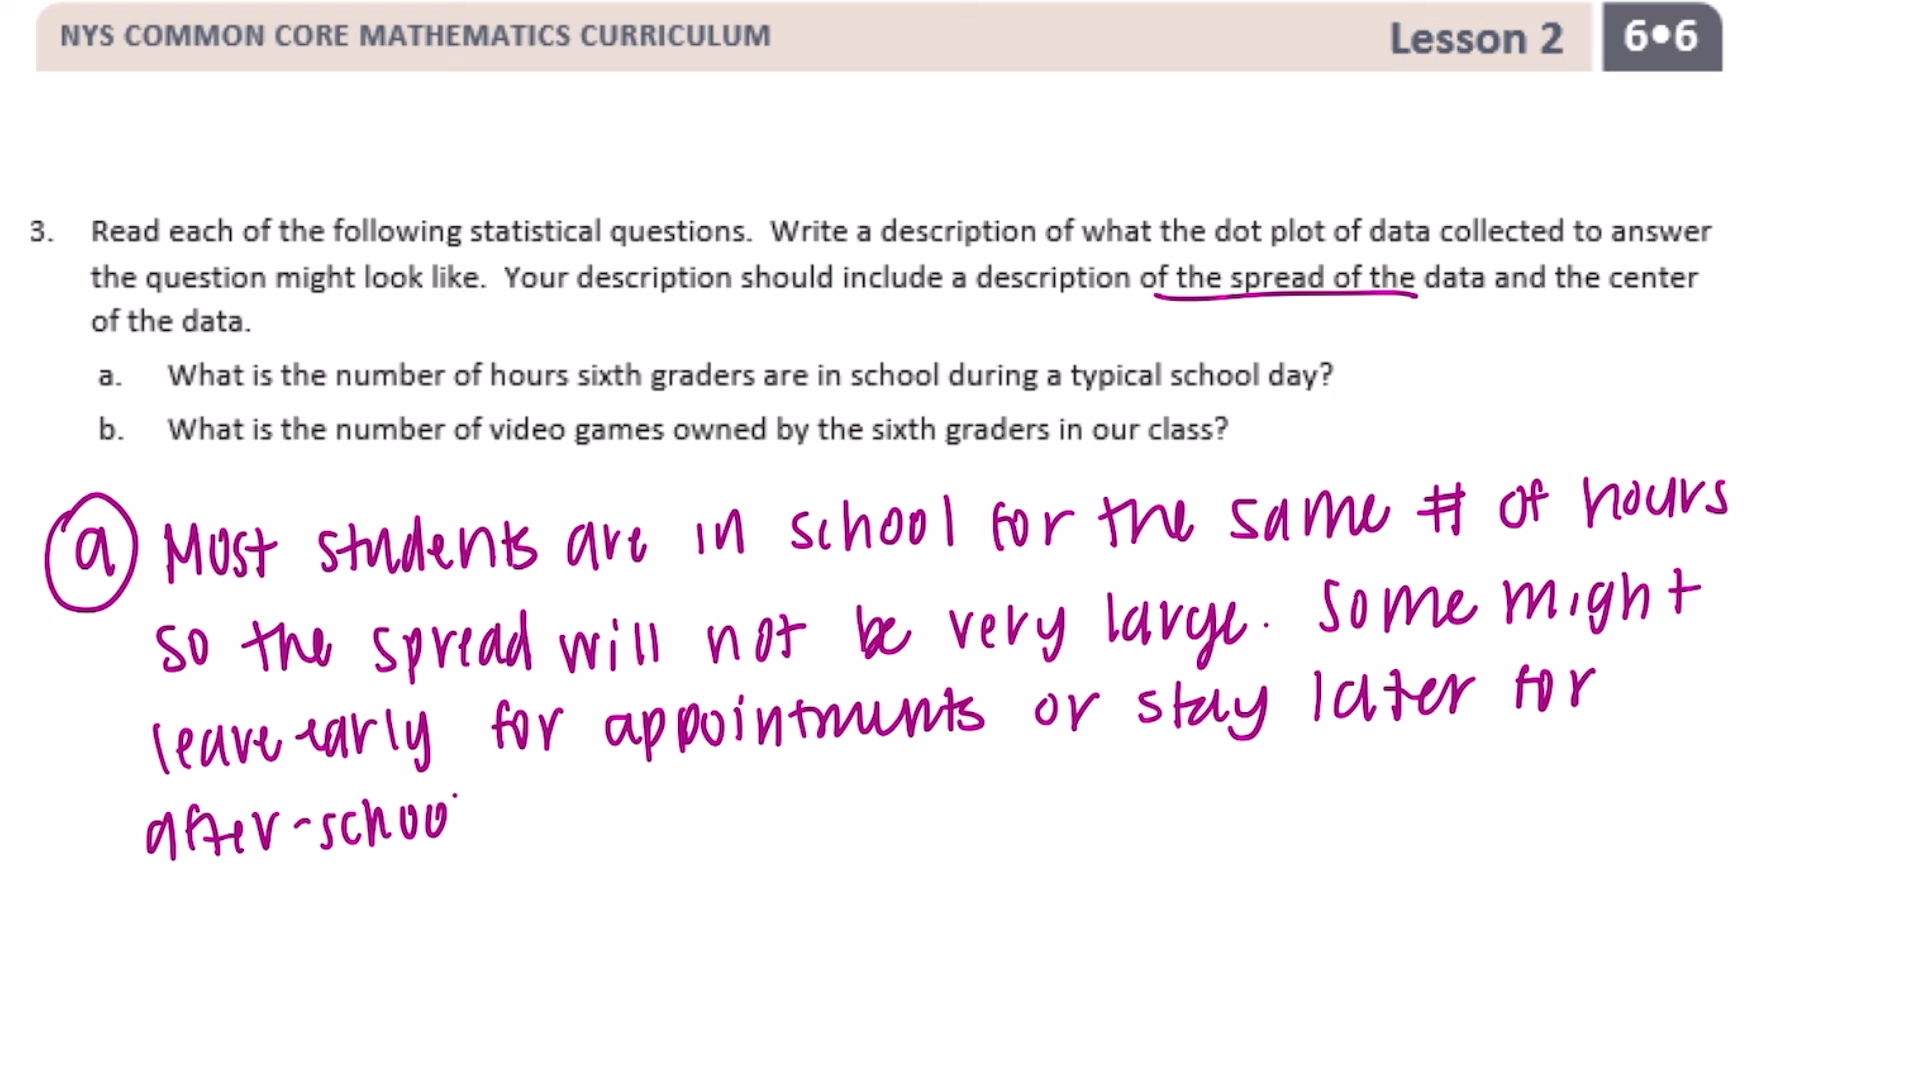 NYS COMMON CORE MATHEMATICS CURRICULUM Lesson 2 6•6
3. Read each of the following statistical questions. Write a description of what the dot plot of data collected to answer
the question might look like. Your description should include a description of the spread of the data and the center
of the data.
a. What is the number of hours sixth graders are in school during a typical school day?
b. What is the number of video games owned by the sixth graders in our class?
a Most students are in school for the same # of hours
so the spread will not be very large. Some might
leave early for appointments or stay later for
after-schoo